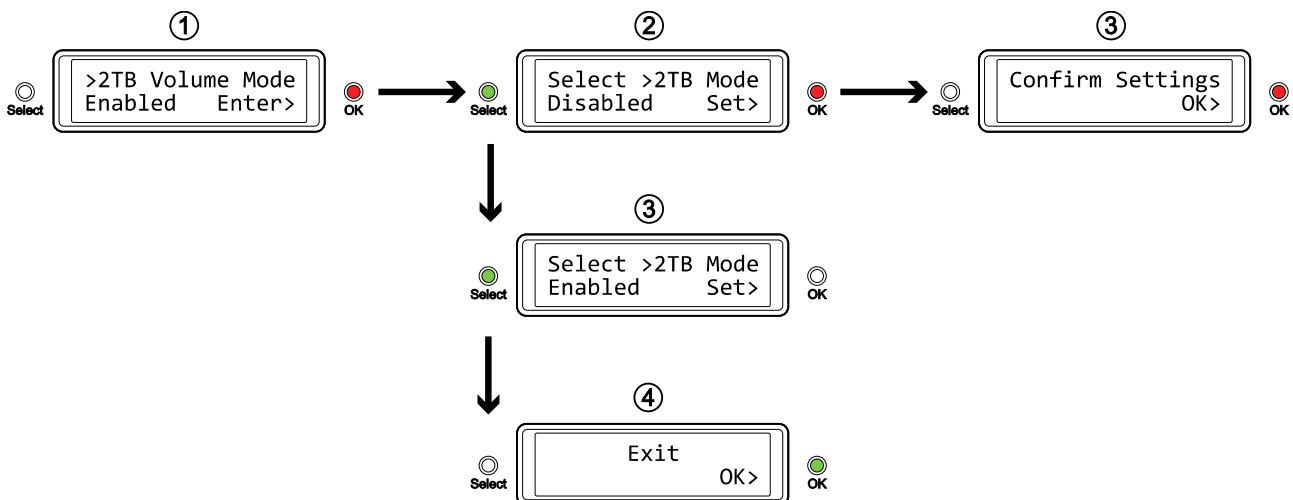 ①
>2TB Volume Mode
Enabled Enter>
Select
OK
②
Select >2TB Mode
Disabled Set>
Select
OK
③
Confirm Settings
OK>
Select
OK
③
Select >2TB Mode
Enabled Set>
Select
OK
④
Exit
OK>
Select
OK